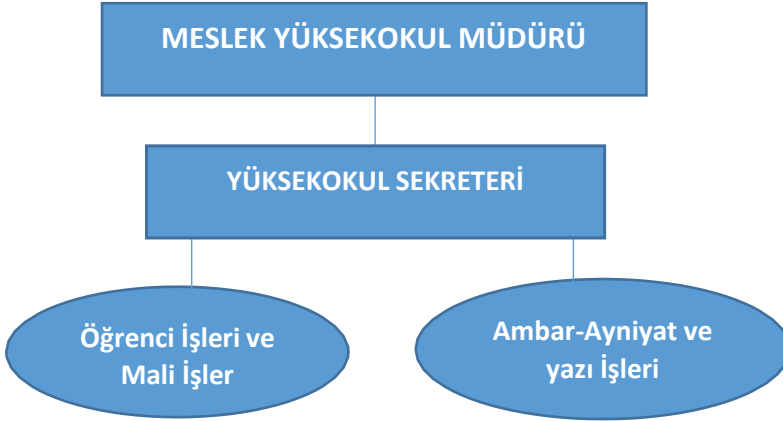 MESLEK YÜKSEKOKUL MÜDÜRÜ
YÜKSEKOKUL SEKRETERİ
Öğrenci İşleri ve
Mali İşler
Ambar-Ayniyat ve
yazı İşleri